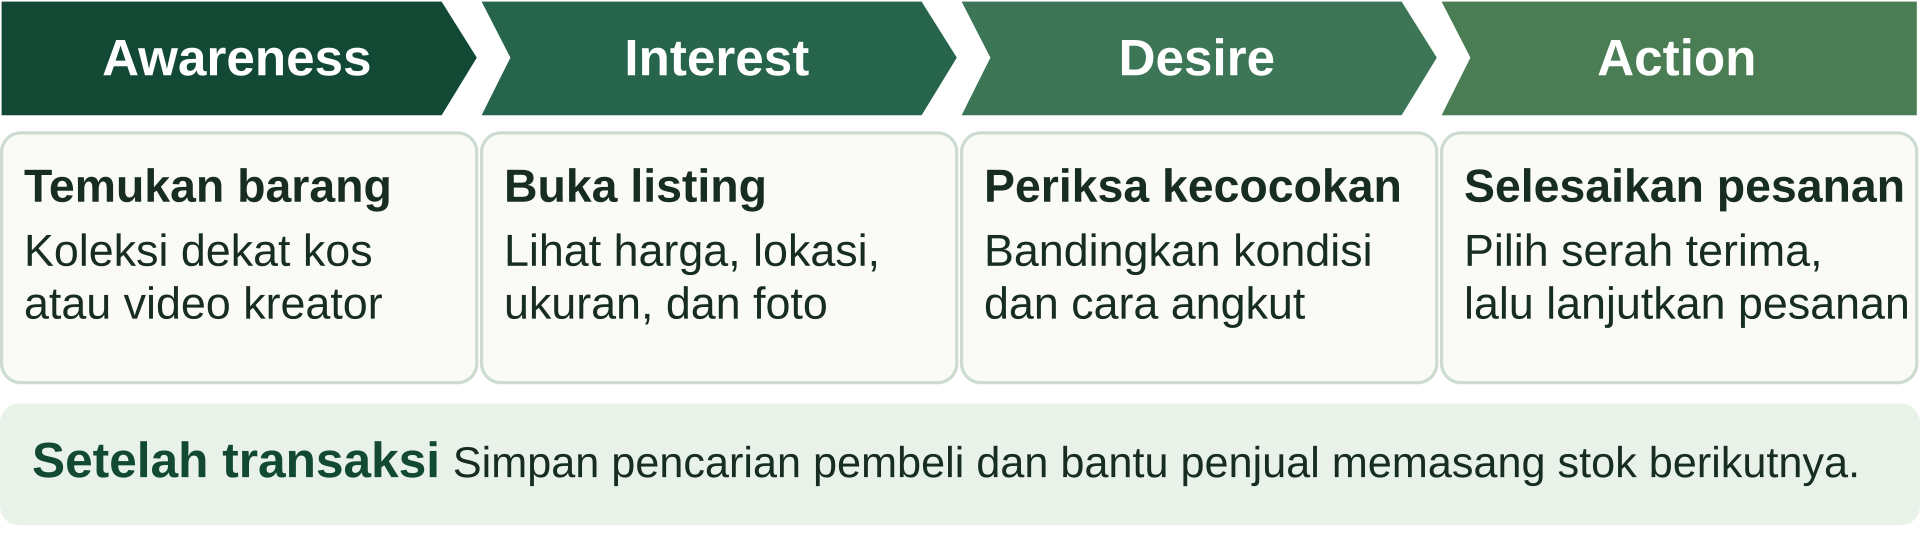 Awareness
Interest
Desire
Action
Temukan barang
Koleksi dekat kos
atau video kreator
Buka listing
Lihat harga, lokasi,
ukuran, dan foto
Periksa kecocokan
Bandingkan kondisi
dan cara angkut
Selesaikan pesanan
Pilih serah terima,
lalu lanjutkan pesanan
Setelah transaksi Simpan pencarian pembeli dan bantu penjual memasang stok berikutnya.